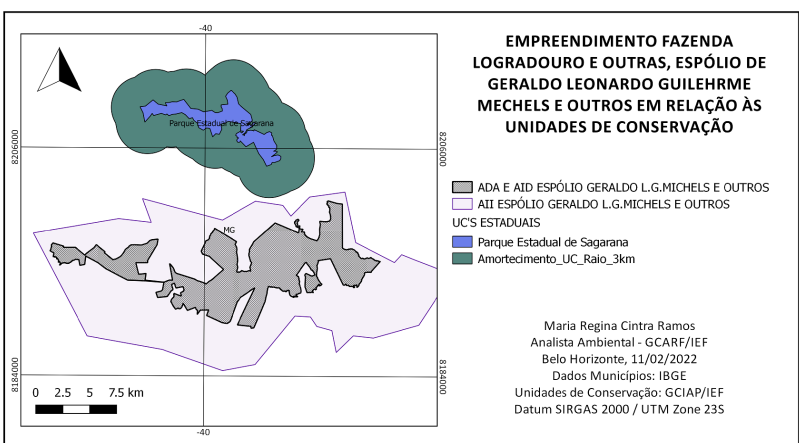 -40
Parque Estadual de Sagarana
8206000
8206000
MG
8184000
8184000
0 2.5 5 7.5 km
-40
EMPREENDIMENTO FAZENDA
LOGRADOURO E OUTRAS, ESPÓLIO DE
GERALDO LEONARDO GUILEHRME
MECHELS E OUTROS EM RELAÇÃO ÀS
UNIDADES DE CONSERVAÇÃO
ADA E AID ESPÓLIO GERALDO L.G.MICHELS E OUTROS
AII ESPÓLIO GERALDO L.G.MICHELS E OUTROS
UC'S ESTADUAIS
Parque Estadual de Sagarana
Amortecimento_UC_Raio_3km
Maria Regina Cintra Ramos
Analista Ambiental - GCARF/IEF
Belo Horizonte, 11/02/2022
Dados Municípios: IBGE
Unidades de Conservação: GCIAP/IEF
Datum SIRGAS 2000 / UTM Zone 23S